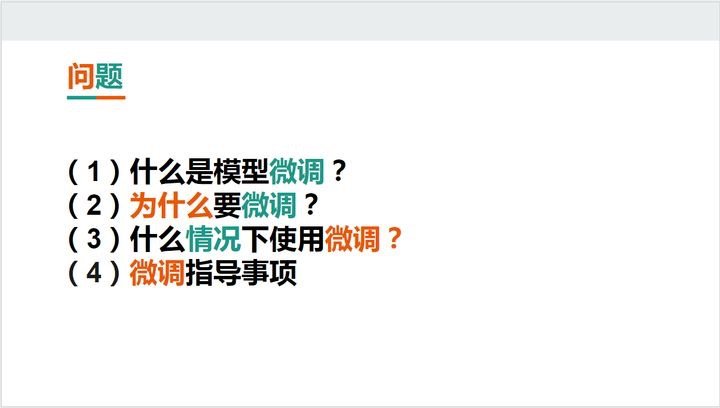 问题
（1）什么是模型微调？
（2）为什么要微调？
（3）什么情况下使用微调？
（4）微调指导事项